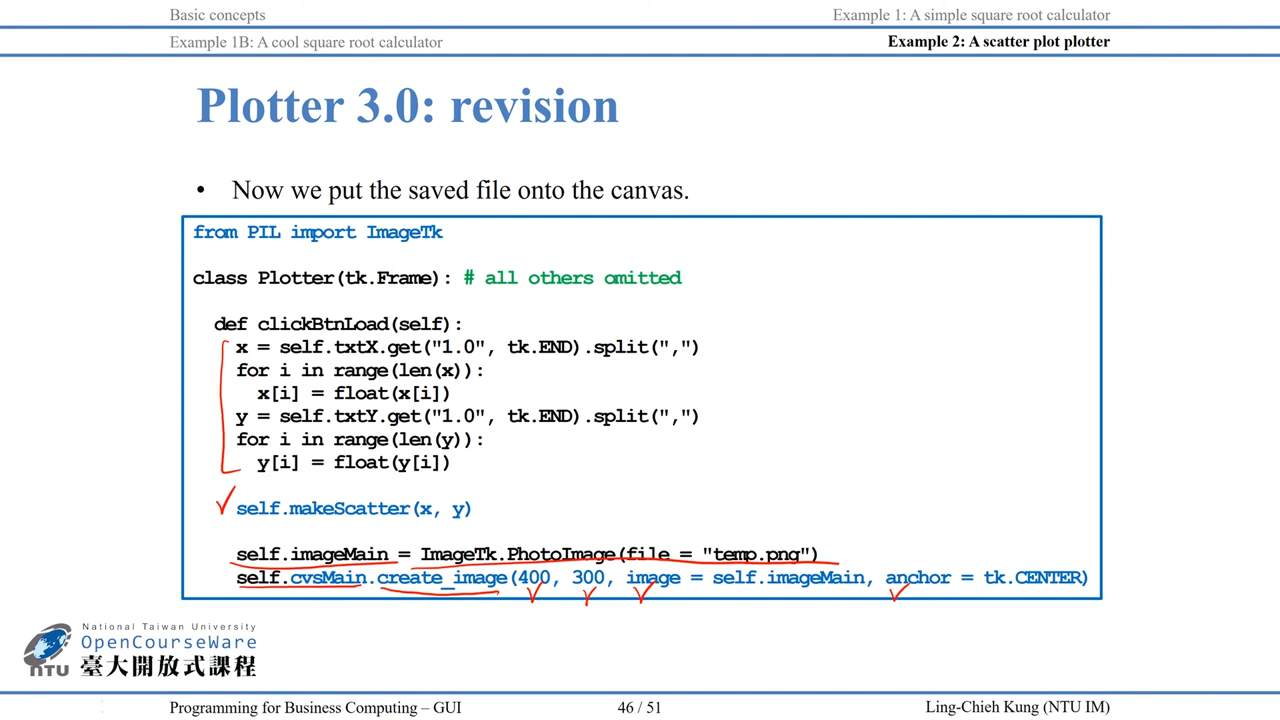 Basic concepts
Example 1: A simple square root calculator
Example 1B: A cool square root calculator
Example 2: A scatter plot plotter
Plotter 3.0: revision
• Now we put the saved file onto the canvas.
from PIL import ImageTk
class Plotter(tk.Frame): # all others omitted
def clickBtnLoad(self):
x = self.txtX.get("1.0", tk.END).split(",")
for i in range(len(x)):
x[i] = float(x[i])
y = self.txtY.get("1.0", tk.END).split(",")
for i in range(len(y)):
y[i] = float(y[i])
self.makeScatter(x, y)
self.imageMain = ImageTk.PhotoImage(file = "temp.png")
self.cvsMain.create_image(400, 300, image = self.imageMain, anchor = tk.CENTER)
National Taiwan University
OpenCourseWare
NTU 臺大開放式課程
Programming for Business Computing – GUI
46 / 51
Ling-Chieh Kung (NTU IM)